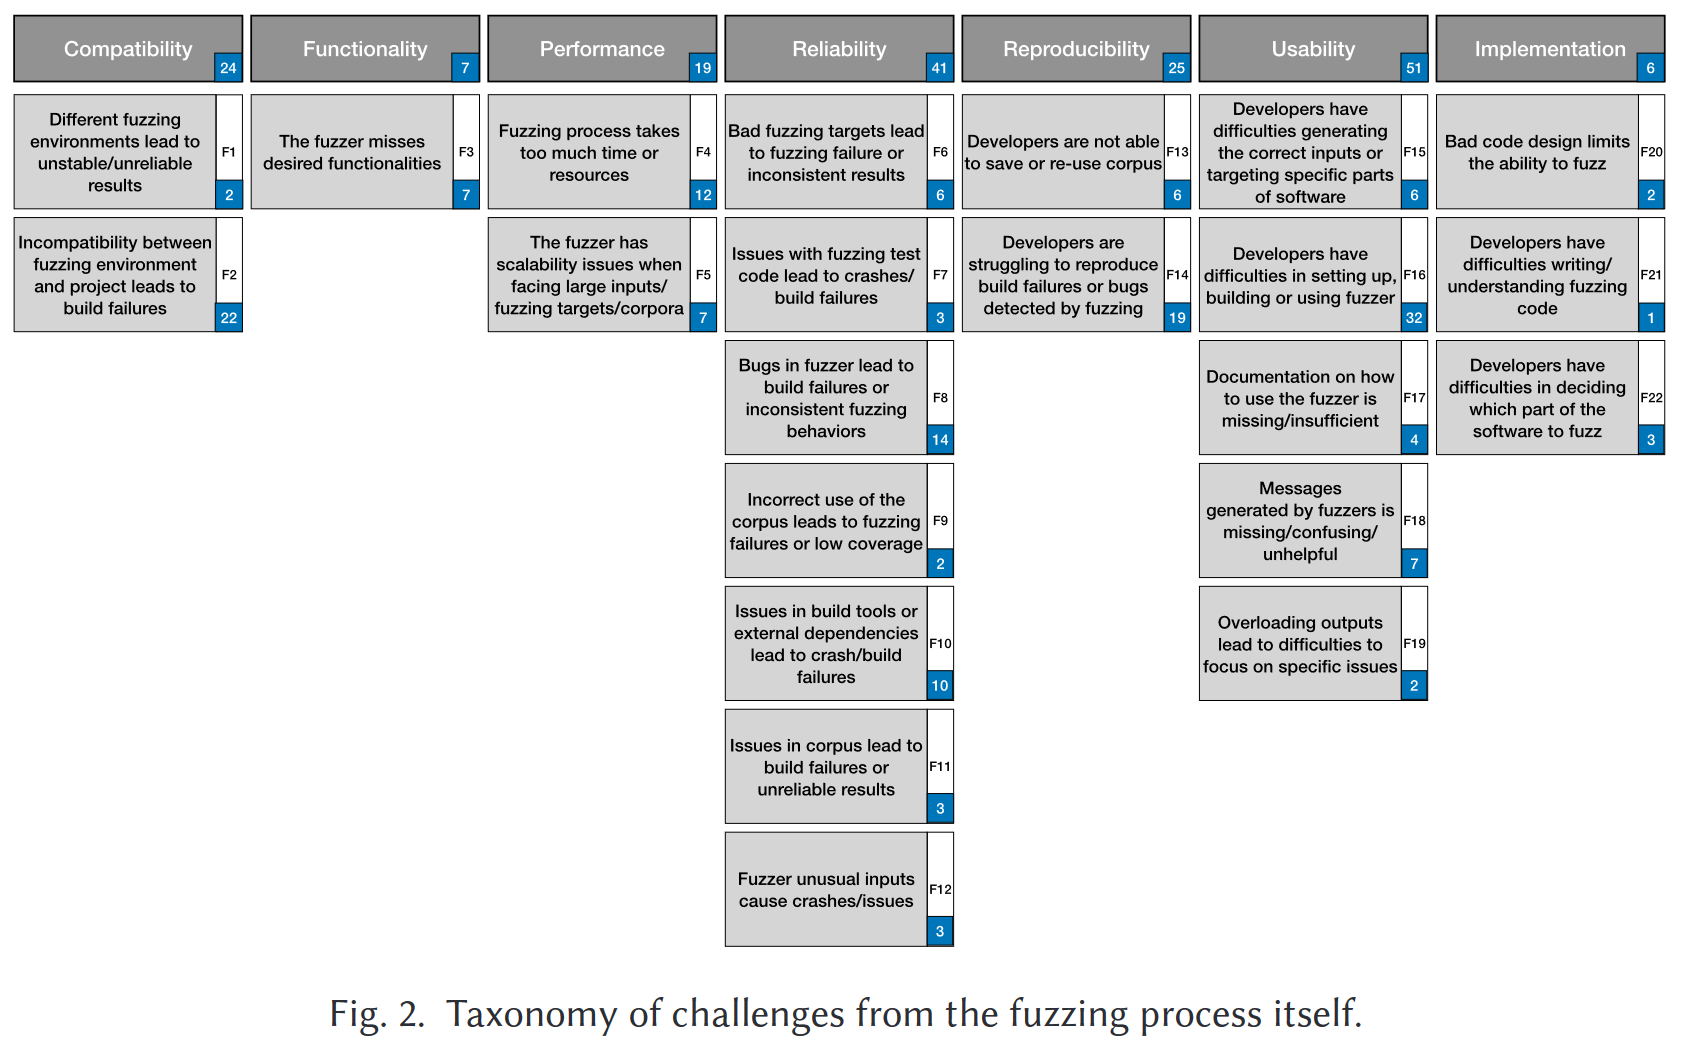 Compatibility
24
Different fuzzing
environments lead to
unstable/unreliable
results
F1
2
Incompatibility between
fuzzing environment
and project leads to
build failures
F2
22
Functionality
7
The fuzzer misses
desired functionalities
F3
7
Performance
19
Fuzzing process takes
too much time or
resources
F4
12
The fuzzer has
scalability issues when
facing large inputs/
fuzzing targets/corpora
F5
7
Reliability
41
Bad fuzzing targets lead
to fuzzing failure or
inconsistent results
F6
6
Issues with fuzzing test
code lead to crashes/
build failures
F7
3
Bugs in fuzzer lead to
build failures or
inconsistent fuzzing
behaviors
F8
14
Incorrect use of the
corpus leads to fuzzing
failures or low coverage
F9
2
Issues in build tools or
external dependencies
lead to crash/build
failures
F10
10
Issues in corpus lead to
build failures or
unreliable results
F11
3
Fuzzer unusual inputs
cause crashes/issues
F12
3
Reproducibility
25
Developers are not able
to save or re-use corpus
F13
6
Developers are
struggling to reproduce
build failures or bugs
detected by fuzzing
F14
19
Usability
51
Developers have
difficulties generating
the correct inputs or
targeting specific parts
of software
F15
6
Developers have
difficulties in setting up,
building or using fuzzer
F16
32
Documentation on how
to use the fuzzer is
missing/insufficient
F17
4
Messages
generated by fuzzers is
missing/confusing/
unhelpful
F18
7
Overloading outputs
lead to difficulties to
focus on specific issues
F19
2
Implementation
6
Bad code design limits
the ability to fuzz
F20
2
Developers have
difficulties writing/
understanding fuzzing
code
F21
1
Developers have
difficulties in deciding
which part of the
software to fuzz
F22
3
Fig. 2. Taxonomy of challenges from the fuzzing process itself.